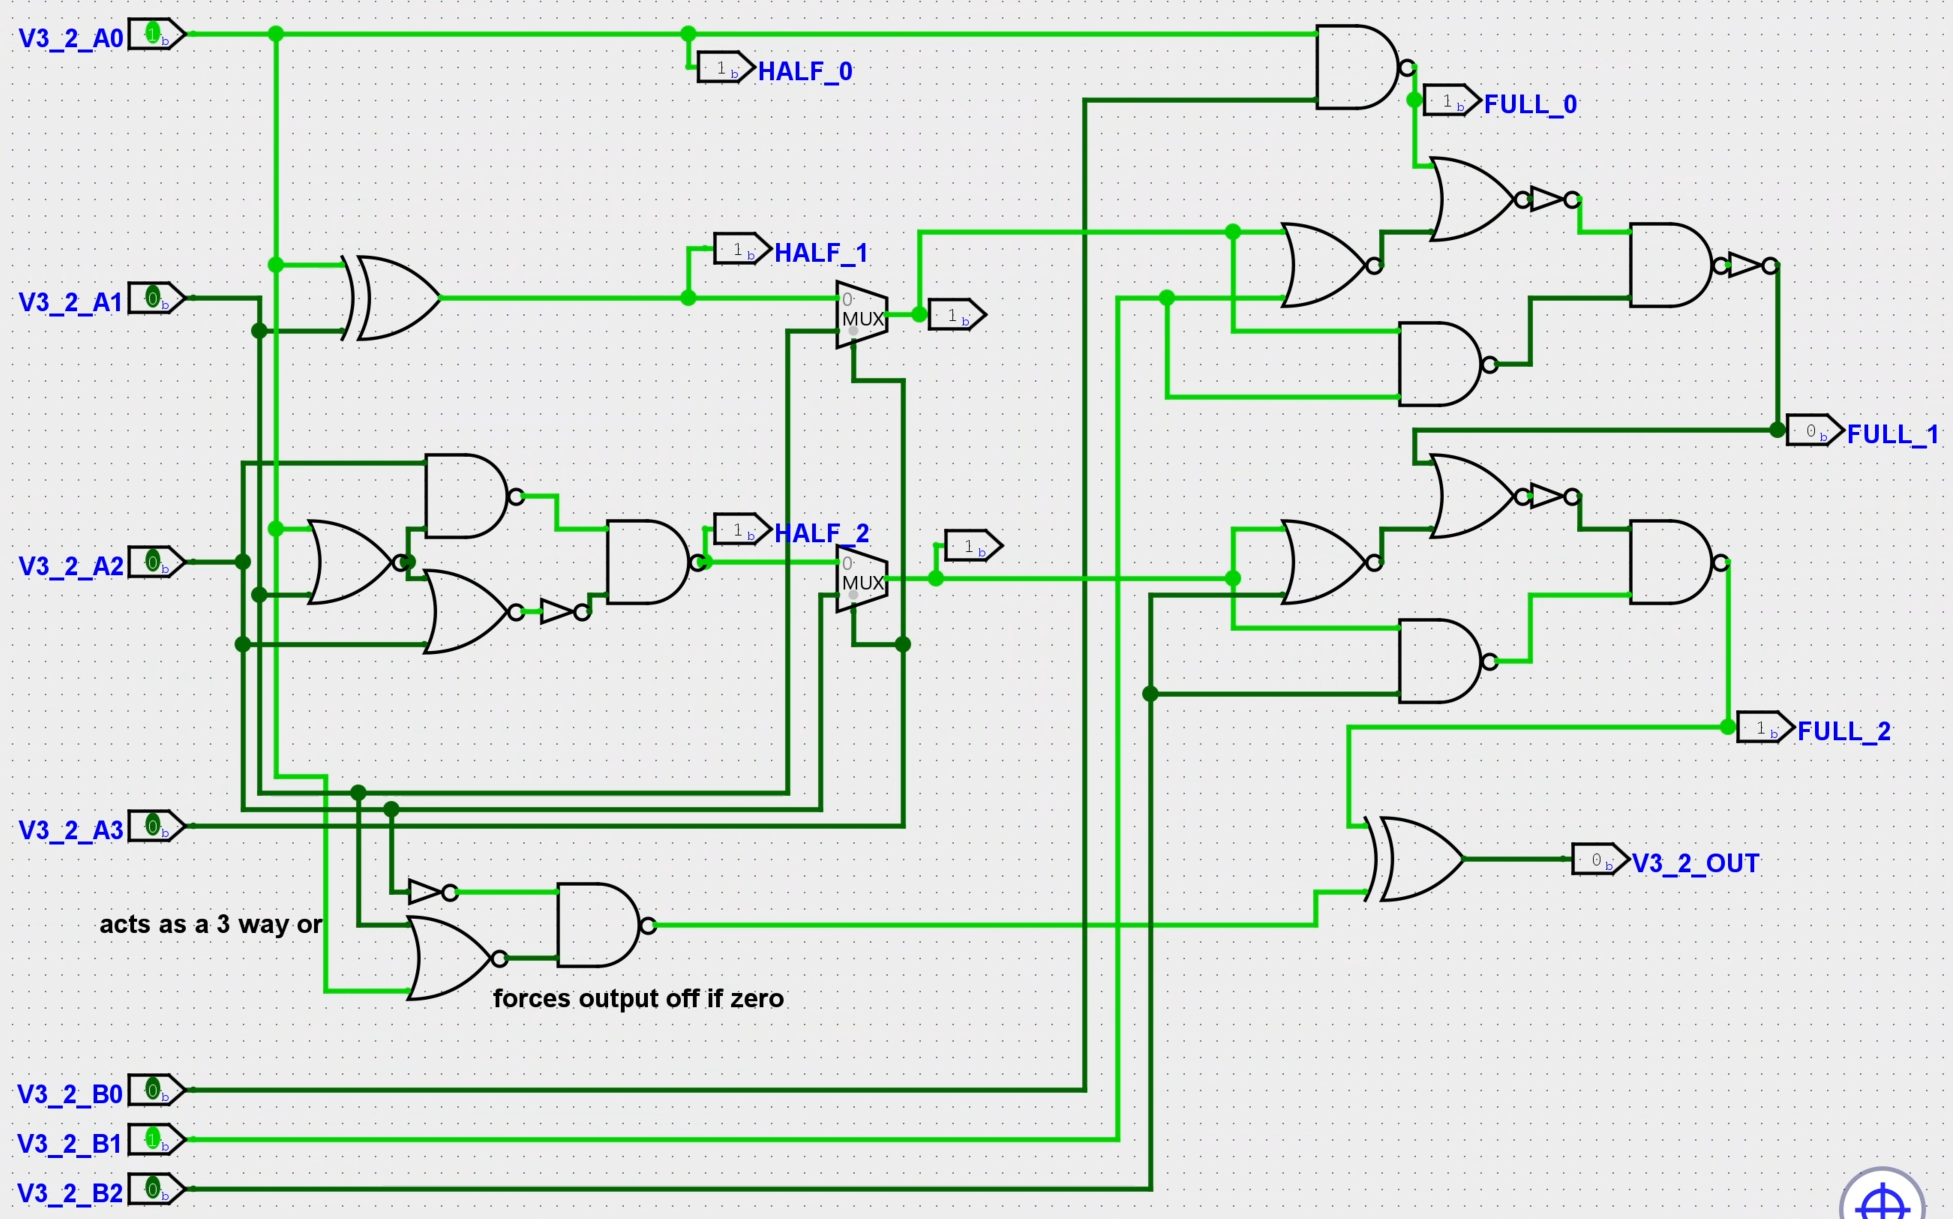 V3_2_A0
1 b
1 b
HALF_0
1 b
FULL_0
1 b
HALF_1
V3_2_A1
0 b
0
MUX
1 b
1 b
FULL_1
0 b
1 b
HALF_2
1 b
V3_2_A2
0 b
0
MUX
1 b
FULL_2
V3_2_A3
0 b
0 b
V3_2_OUT
acts as a 3 way or
forces output off if zero
V3_2_B0
0 b
V3_2_B1
1 b
V3_2_B2
0 b